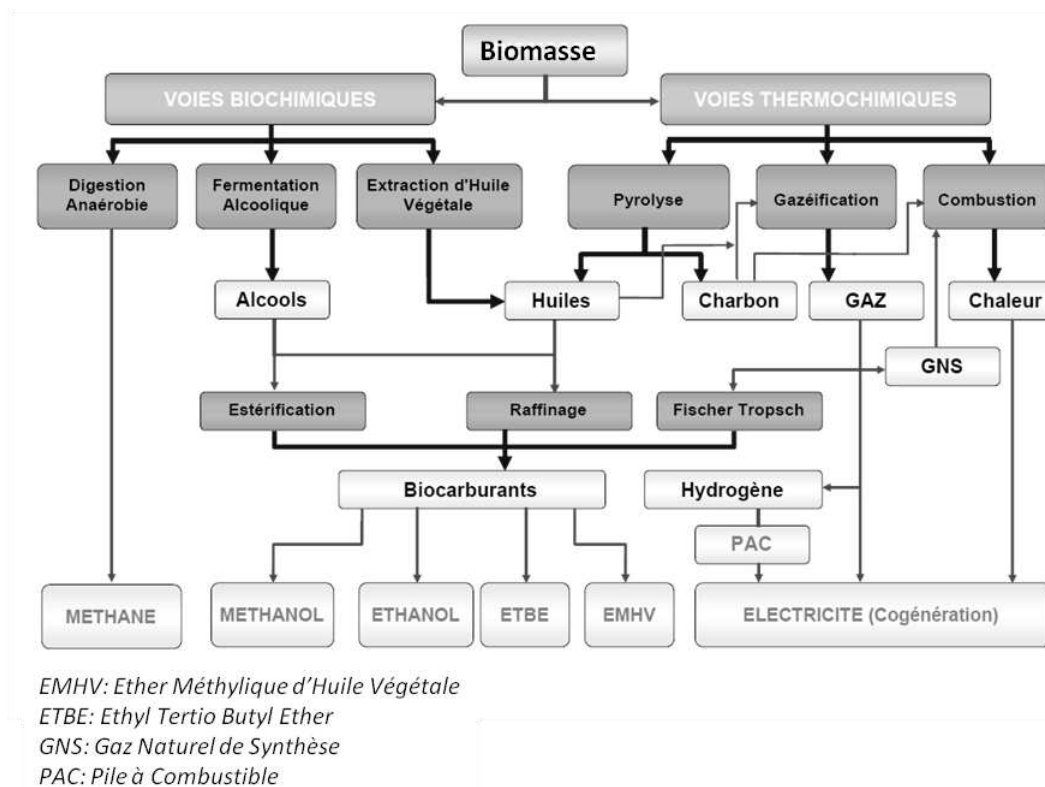 Biomasse
VOIES BIOCHIMIQUES
VOIES THERMOCHIMIQUES
Digestion
Anaérobie
Fermentation
Alcoolique
Extraction d'Huile
Végétale
Pyrolyse
Gazéification
Combustion
Alcools
Huiles
Charbon
GAZ
Chaleur
GNS
Estérification
Raffinage
Fischer Tropsch
Biocarburants
Hydrogène
PAC
METHANE
METHANOL
ETHANOL
ETBE
EMHV
ELECTRICITE (Cogénération)
EMHV: Ether Méthylique d'Huile Végétale
ETBE: Ethyl Tertio Butyl Ether
GNS: Gaz Naturel de Synthèse
PAC: Pile à Combustible